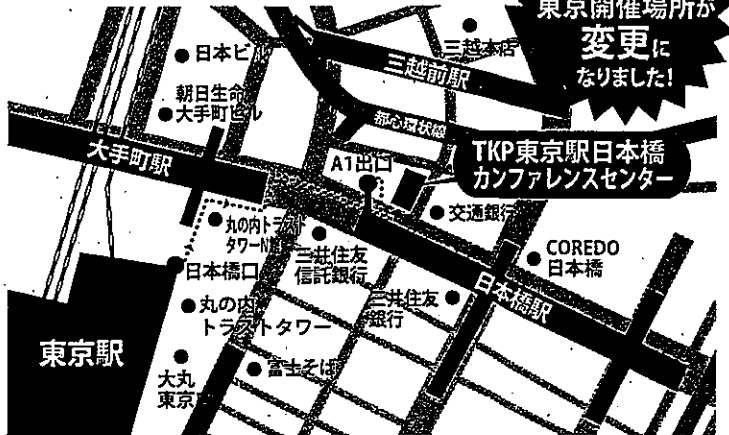 東京開催場所が
変更に
なりました!
三越本店
日本ビル
三越前駅
朝日生命
大手町ビル
都心環状線
大手町駅
A1出口
TKP東京駅日本橋
カンファレンスセンター
交通銀行
丸の内トラスト
タワーN館
三井住友
信託銀行
COREDO
日本橋
日本橋口
日本橋駅
三井住友
銀行
丸の内
トラストタワー
東京駅
富士そば
大丸
東京